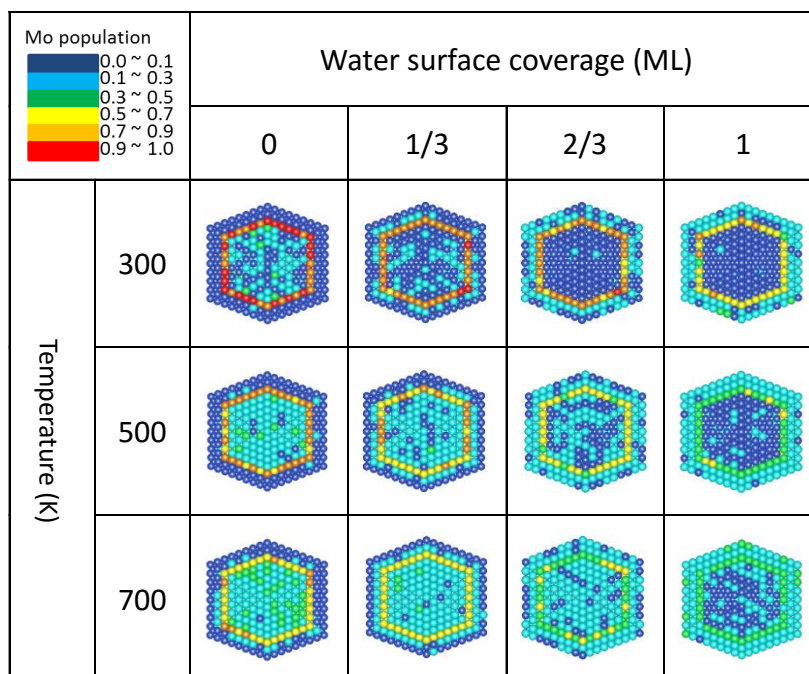 Mo population
0.0 ~ 0.1
0.1 ~ 0.3
0.3 ~ 0.5
0.5 ~ 0.7
0.7 ~ 0.9
0.9 ~ 1.0
Water surface coverage (ML)
0 1/3 2/3 1
Temperature (K)
300
500
700